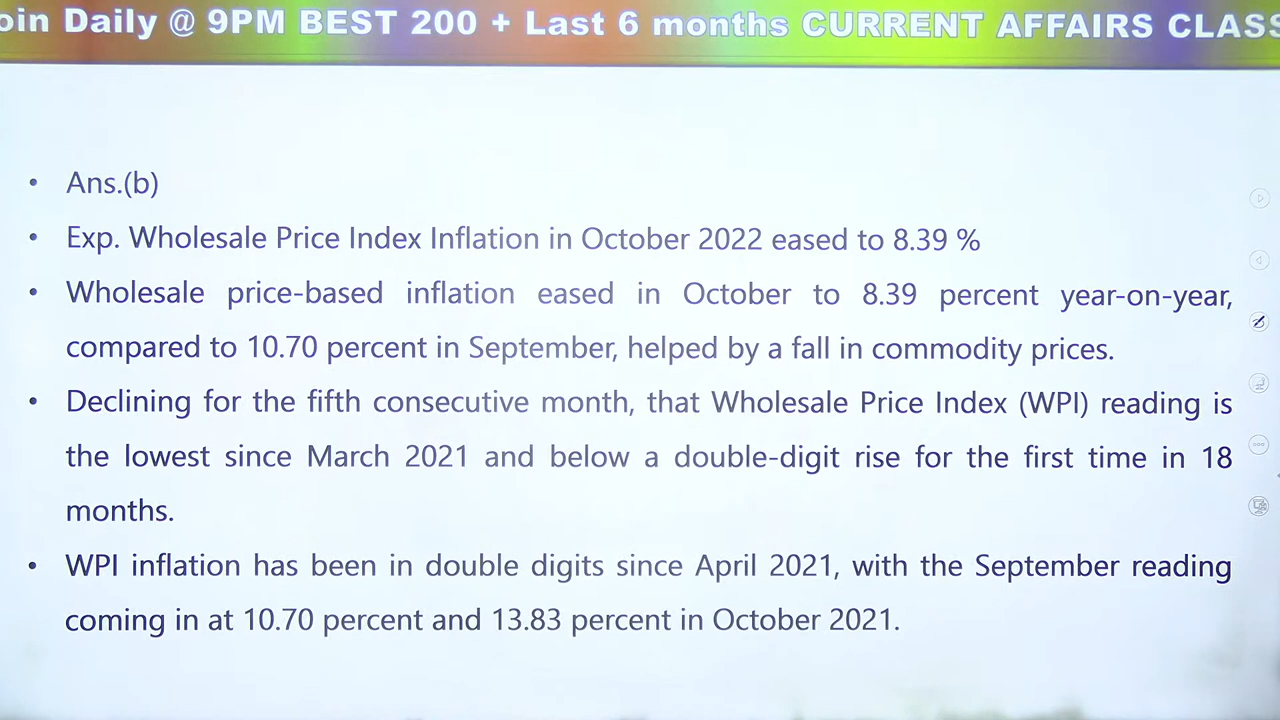 oin Daily @ 9PM BEST 200 + Last 6 months CURRENT AFFAIRS CLASS
• Ans.(b)
• Exp. Wholesale Price Index Inflation in October 2022 eased to 8.39 %
• Wholesale price-based inflation eased in October to 8.39 percent year-on-year,
compared to 10.70 percent in September, helped by a fall in commodity prices.
• Declining for the fifth consecutive month, that Wholesale Price Index (WPI) reading is
the lowest since March 2021 and below a double-digit rise for the first time in 18
months.
• WPI inflation has been in double digits since April 2021, with the September reading
coming in at 10.70 percent and 13.83 percent in October 2021.